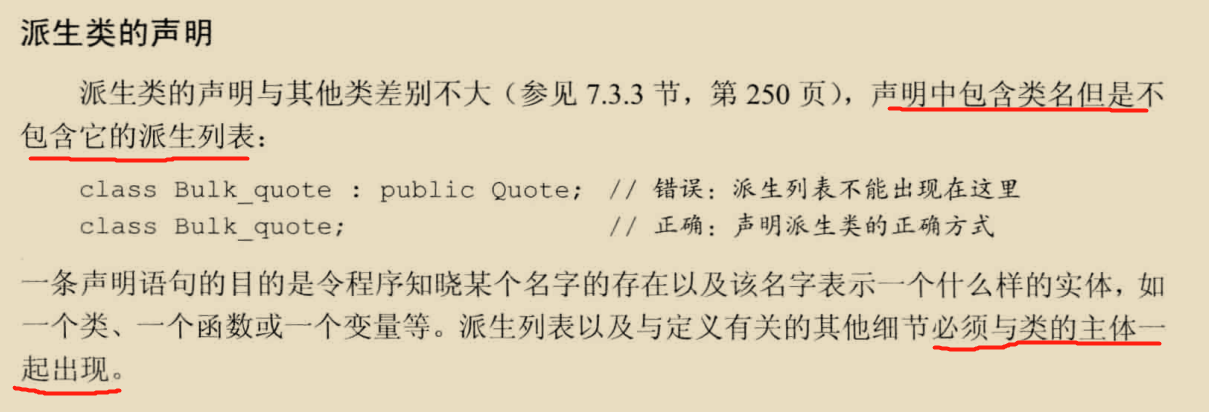 派生类的声明
派生类的声明与其他类差别不大（参见 7.3.3 节，第 250 页），声明中包含类名但是不
包含它的派生列表：
class Bulk_quote : public Quote; // 错误：派生列表不能出现在这里
class Bulk_quote; // 正确：声明派生类的正确方式
一条声明语句的目的是令程序知晓某个名字的存在以及该名字表示一个什么样的实体，如
一个类、一个函数或一个变量等。派生列表以及与定义有关的其他细节必须与类的主体一
起出现。